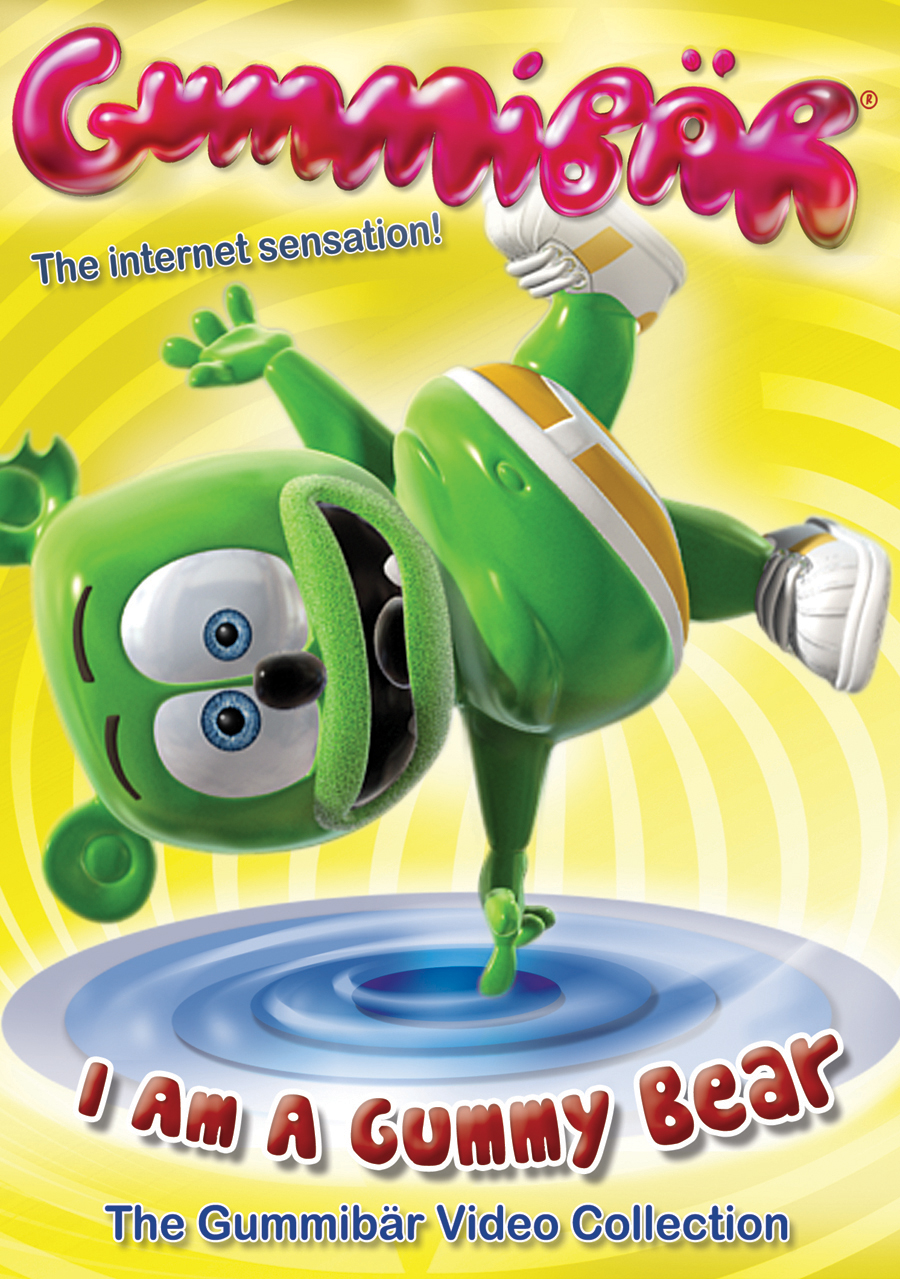 GummiBär®
The internet sensation!
I Am A Gummy Bear
The Gummibär Video Collection